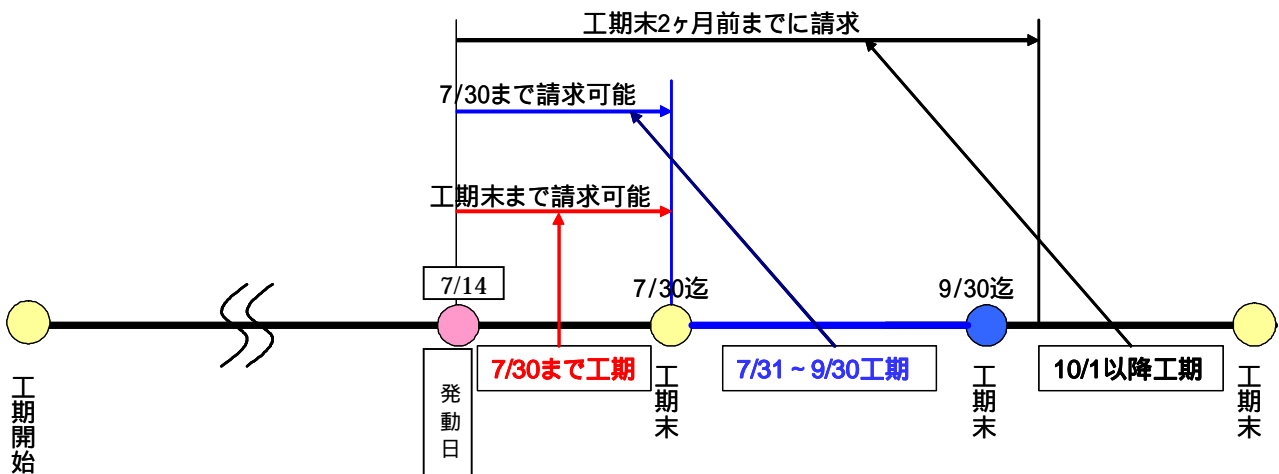 工期末2ヶ月前までに請求
7/30まで請求可能
工期末まで請求可能
7/14
7/30迄
9/30迄
7/30まで工期
7/31~9/30工期
10/1以降工期
工期開始
発動日
工期末
工期末
工期末